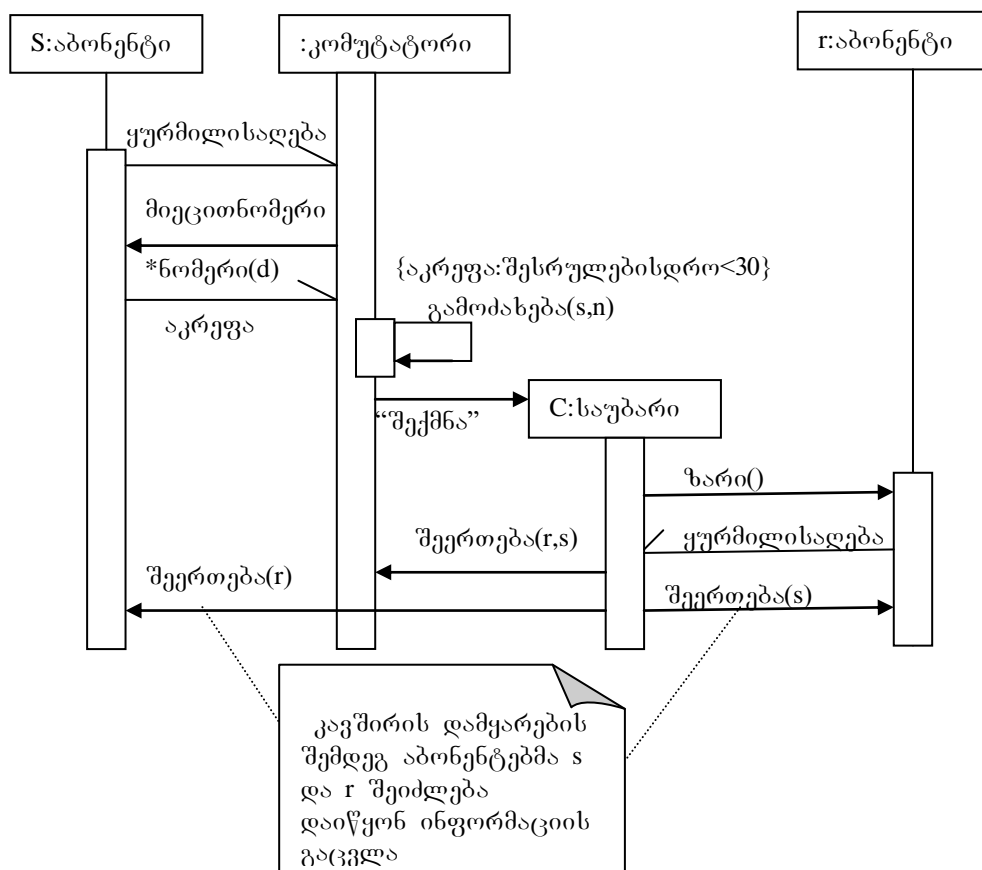 S:აბონენტი
:კომუტატორი
r:აბონენტი
ყურმილისაღება
მიეცითნომერი
*ნომერი(d)
აკრეფა
{აკრეფა:შესრულებისდრო<30}
გამოძახება(s,n)
“შექმნა”
C:საუბარი
ზარი()
ყურმილისაღება
შეერთება(r,s)
შეერთება(r)
შეერთება(s)
კავშირის დამყარების
შემდეგ აბონენტებმა s
და r შეიძლება
დაიწყონ ინფორმაციის
გაცვლა